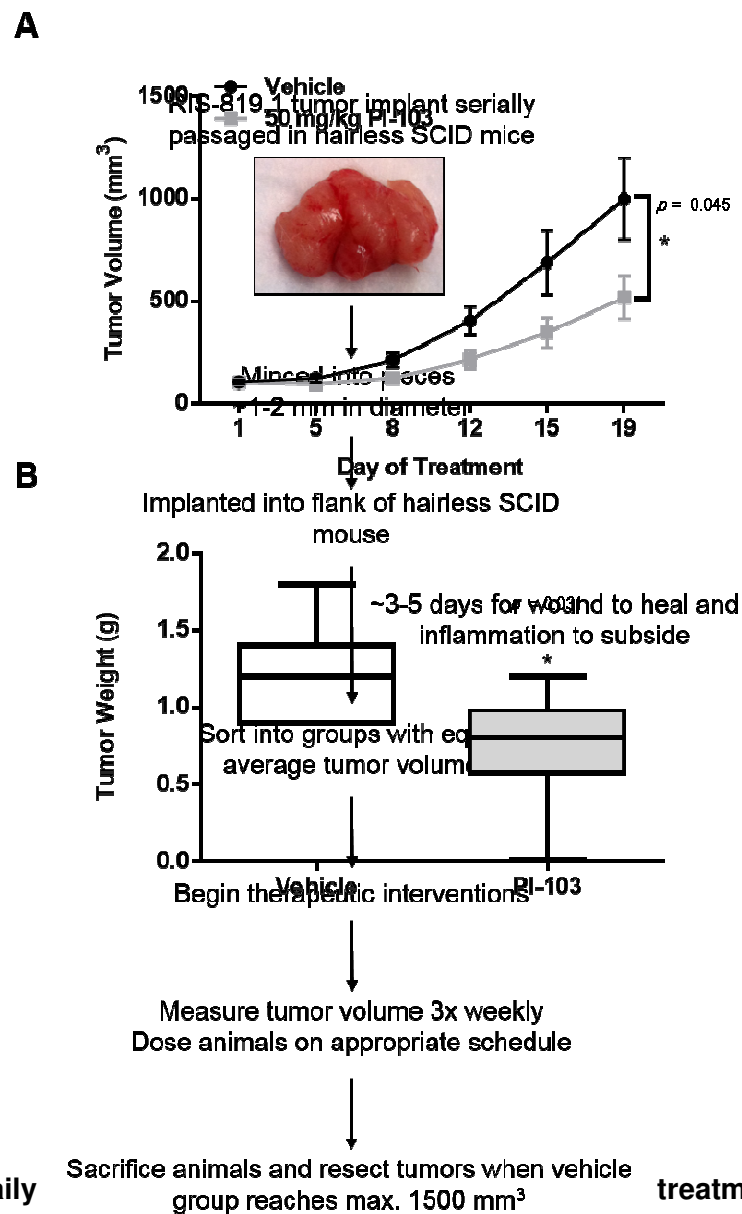 A
Vehicle
1500
RIS-819.1 tumor implant serially
50 mg/kg PI-103
passaged in hairless SCID mice
Tumor Volume (mm³)
1000
p = 0.045
*
500
Minced into pieces
~1-2 mm in diameter
0
1 5 8 12 15 19
Day of Treatment
B
Implanted into flank of hairless SCID
mouse
2.0
~3-5 days for wound to heal and
inflammation to subside
*
1.5
Tumor Weight (g)
1.0
Sort into groups with
average tumor volume
0.5
0.0
Vehicle PI-103
Begin therapeutic interventions
Measure tumor volume 3x weekly
Dose animals on appropriate schedule
Sacrifice animals and resect tumors when vehicle
group reaches max. 1500 mm³